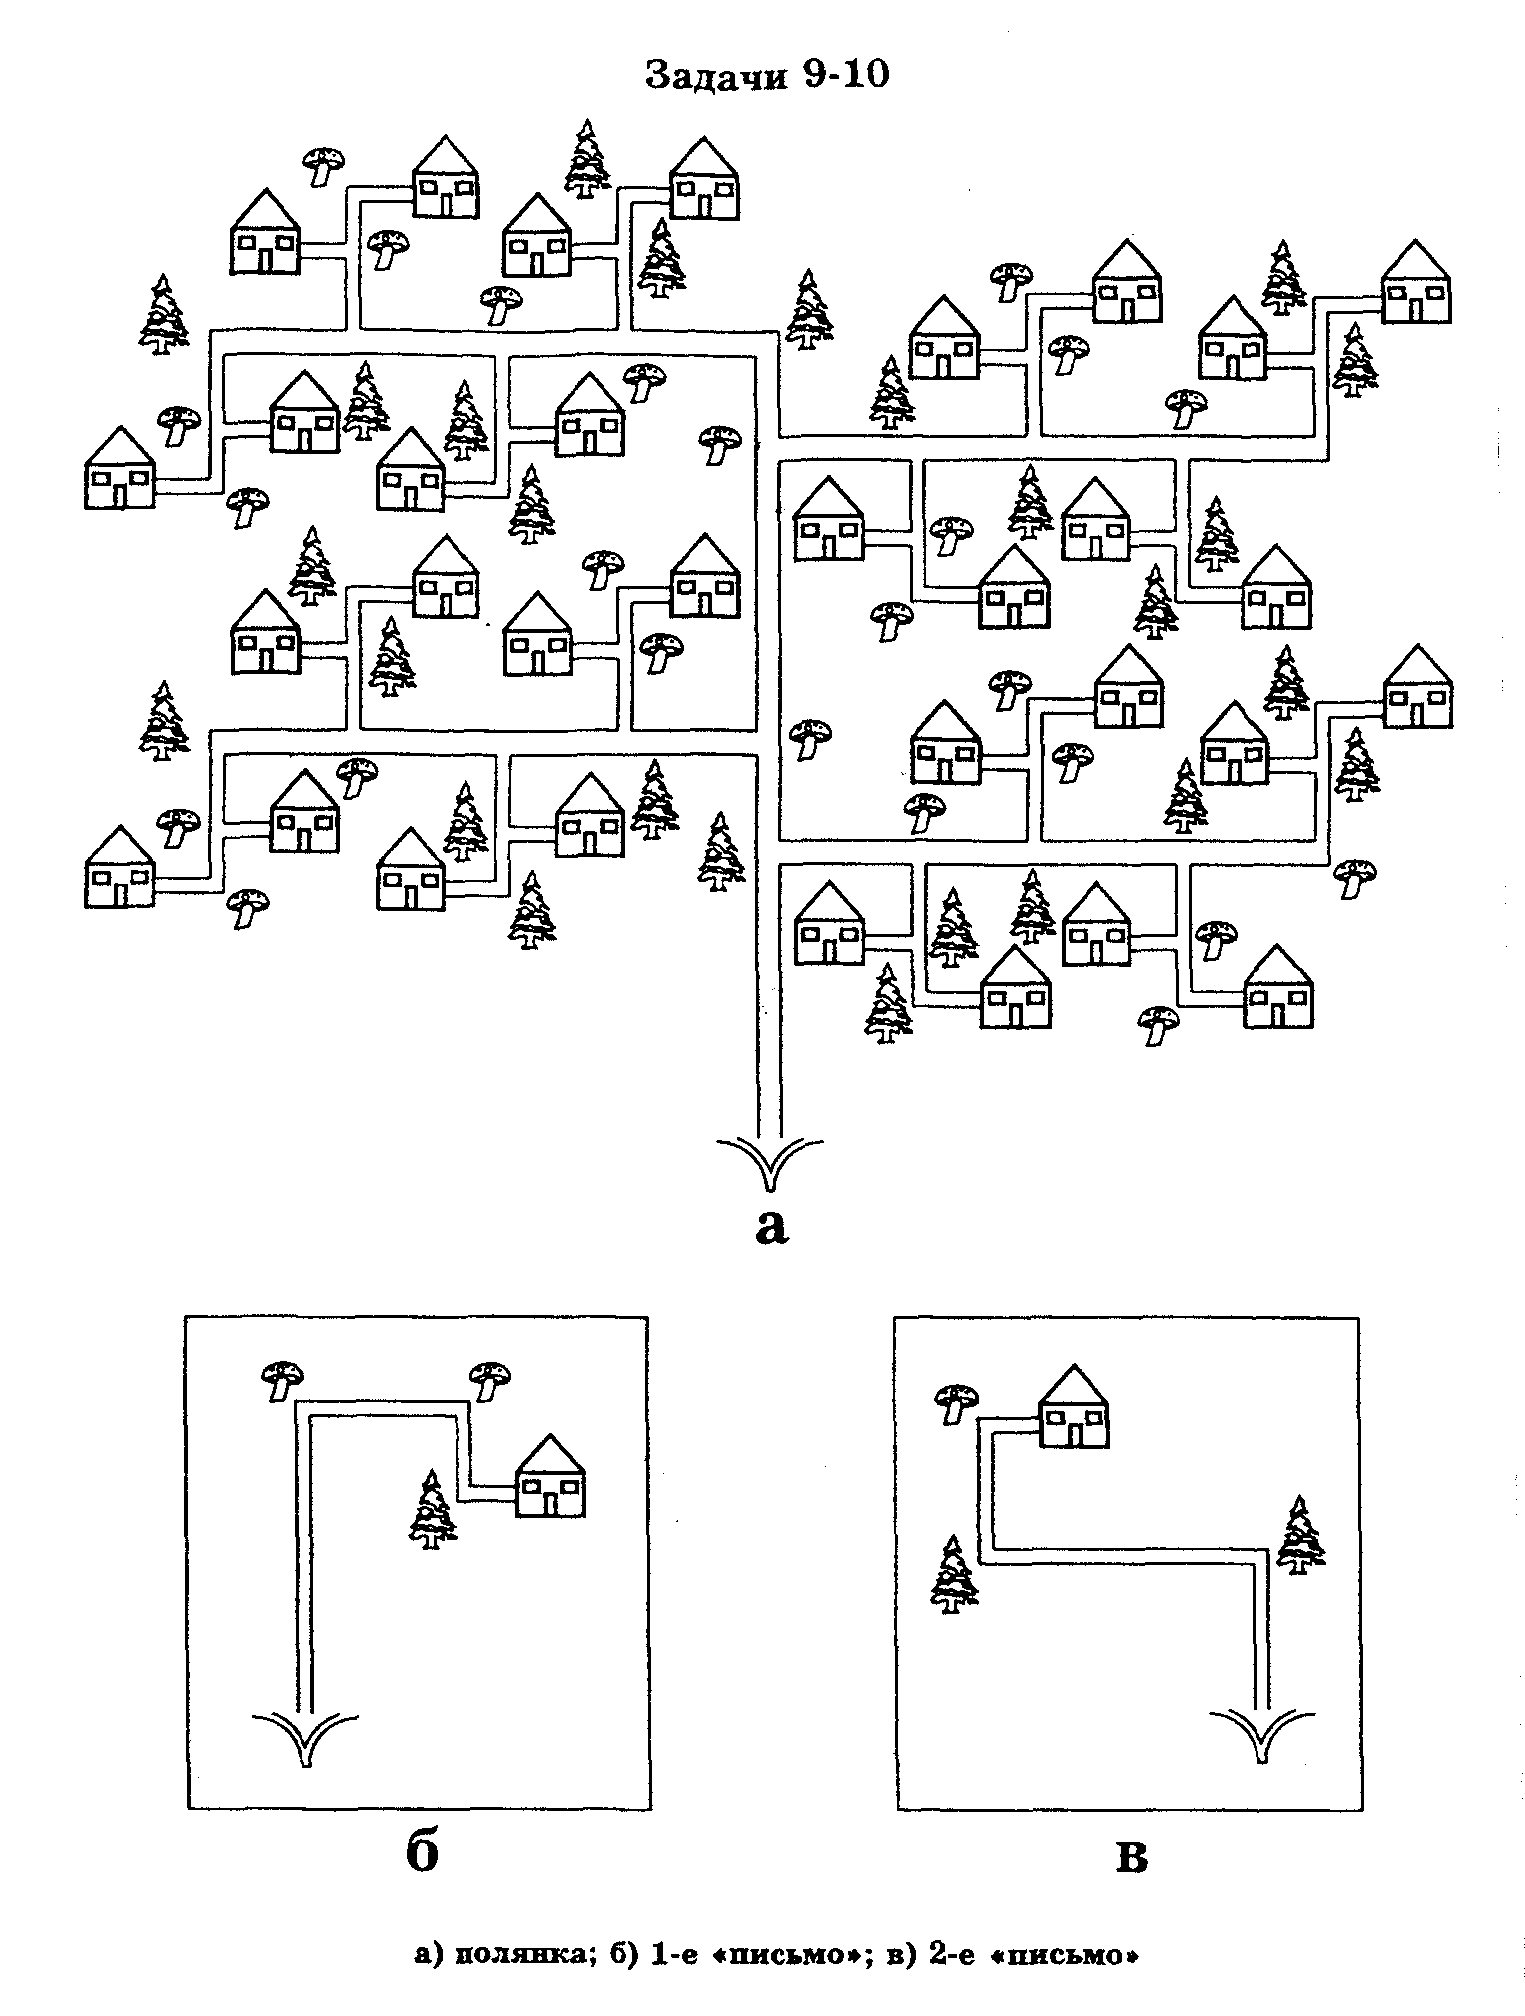 Задачи 9-10
а
б
в
а) полянка; б) 1-е «письмо»; в) 2-е «письмо»